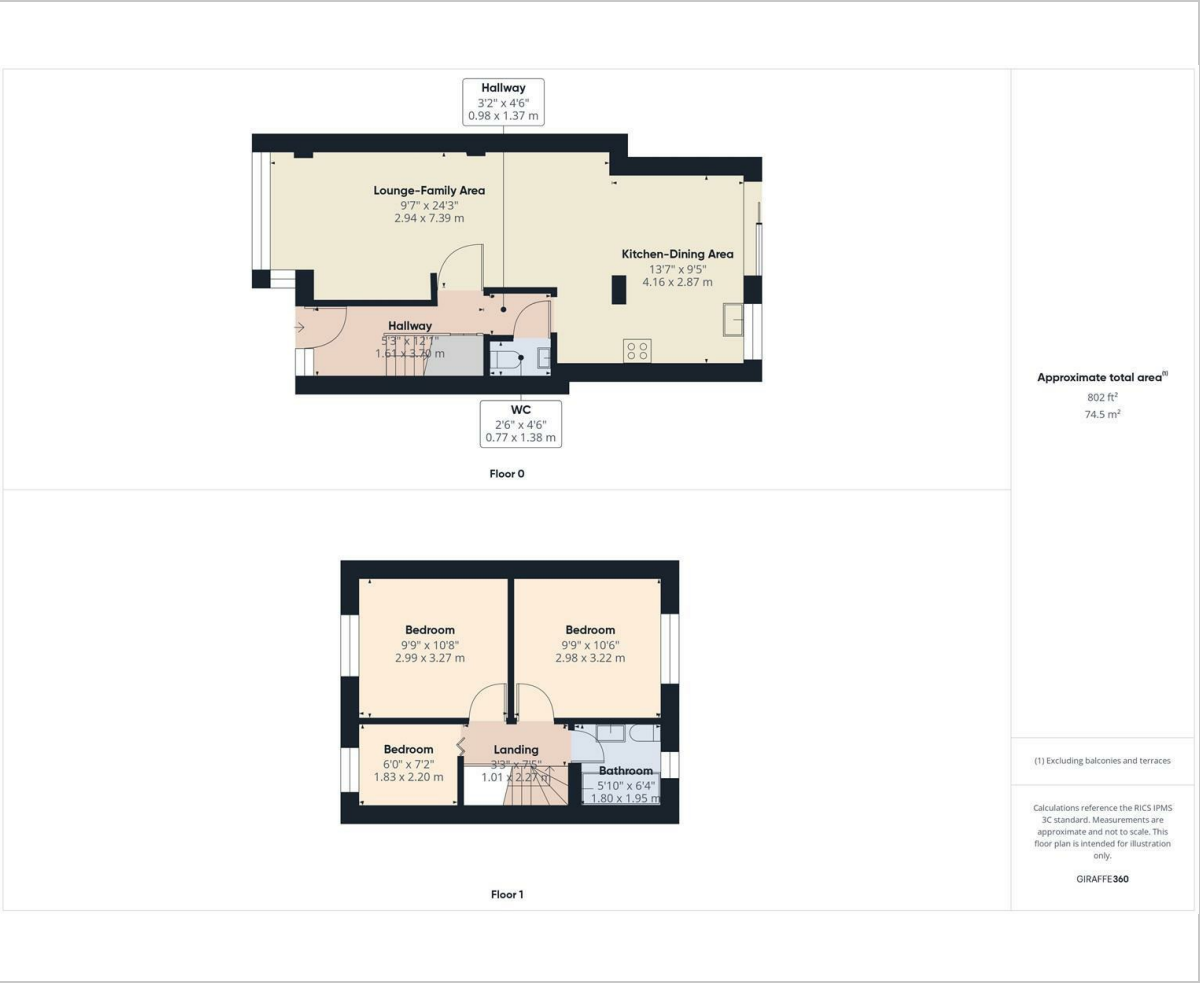 Hallway
3'2" x 4'6"
0.98 x 1.37 m
Lounge-Family Area
9'7" x 24'3"
2.94 x 7.39 m
Kitchen-Dining Area
13'7" x 9'5"
4.16 x 2.87 m
Hallway
5'3" x 12'1"
1.61 x 3.70 m
WC
2'6" x 4'6"
0.77 x 1.38 m
Floor 0
Bedroom
9'9" x 10'8"
2.99 x 3.27 m
Bedroom
9'9" x 10'6"
2.98 x 3.22 m
Bedroom
6'0" x 7'2"
1.83 x 2.20 m
Landing
3'3" x 7'5"
1.01 x 2.27 m
Bathroom
5'10" x 6'4"
1.80 x 1.95 m
Floor 1
Approximate total area(1)
802 ft²
74.5 m²
(1) Excluding balconies and terraces
Calculations reference the RICS IPMS
3C standard. Measurements are
approximate and not to scale. This
floor plan is intended for illustration
only.
GIRAFFE360